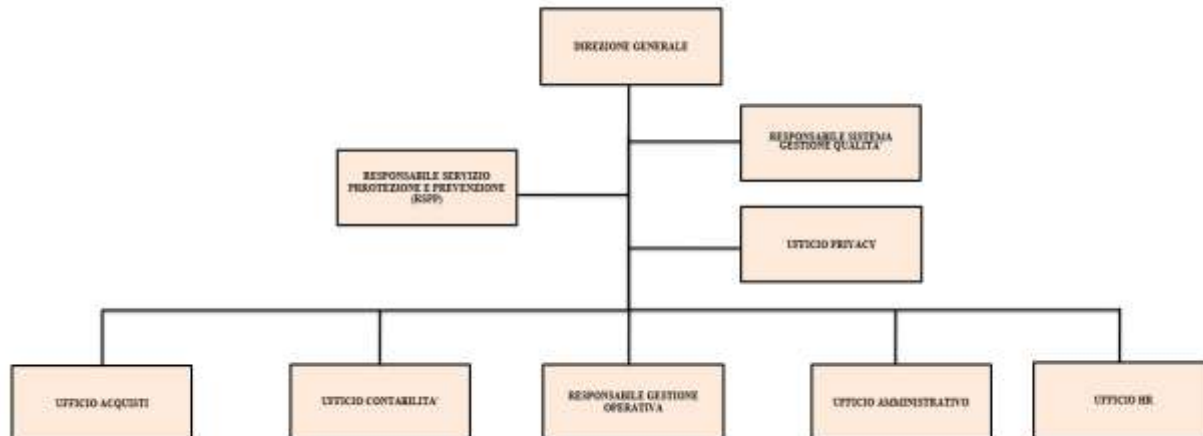 DIREZIONE GENERALE
RESPONSABILE SISTEMA
GESTIONE QUALITA'
RESPONSABILE SERVIZIO
PRROTEZIONE E PREVENZIONE
(RSPP)
UFFICIO PRIVACY
UFFICIO ACQUISTI
UFFICIO CONTABILITA'
RESPONSABILE GESTIONE
OPERATIVA
UFFICIO AMMINISTRATIVO
UFFICIO HR